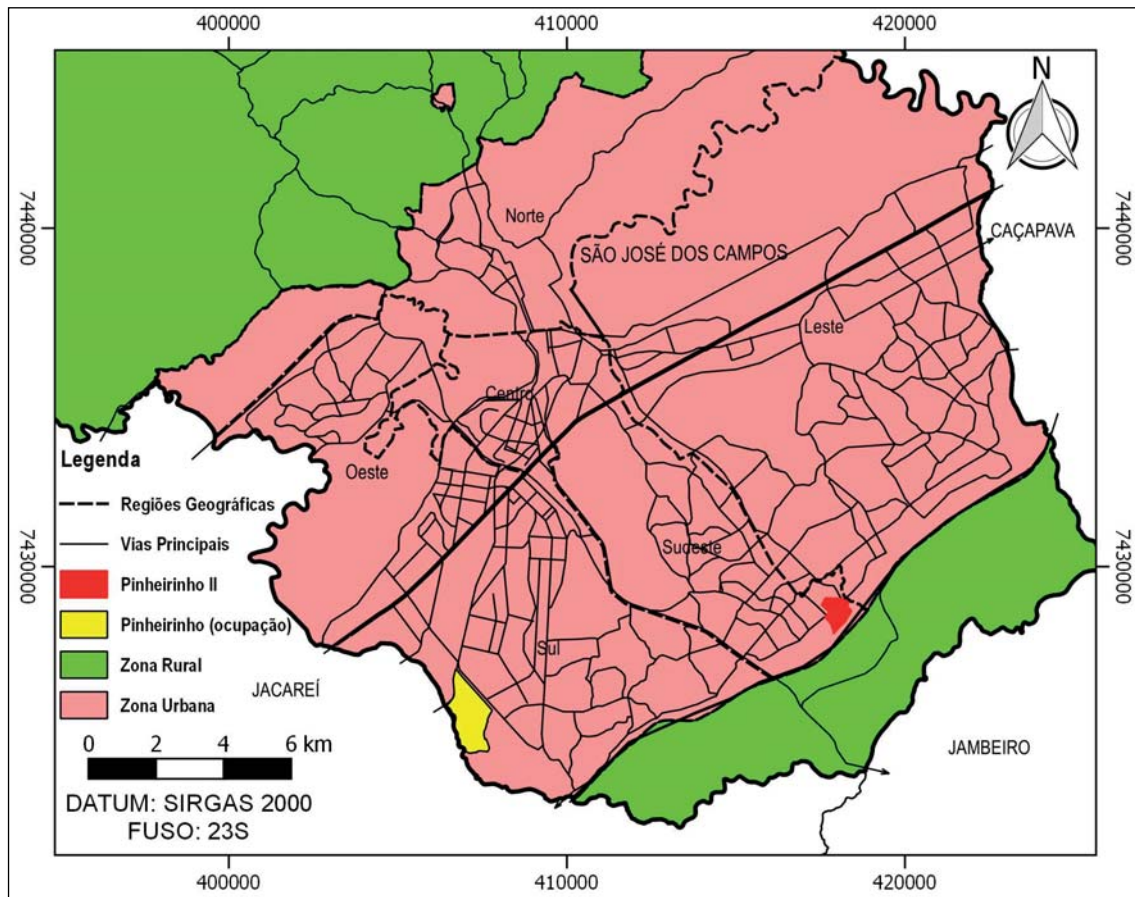 400000
410000
420000
N
7440000
7440000
Norte
CAÇAPAVA
SÃO JOSÉ DOS CAMPOS
Leste
Centro
Legenda
Oeste
Regiões Geográficas
Vias Principais
Sudeste
7430000
7430000
Pinheirinho II
Pinheirinho (ocupação)
Zona Rural
Sul
JACAREÍ
Zona Urbana
0 2 4 6 km
JAMBEIRO
DATUM: SIRGAS 2000
FUSO: 23S
400000
410000
420000